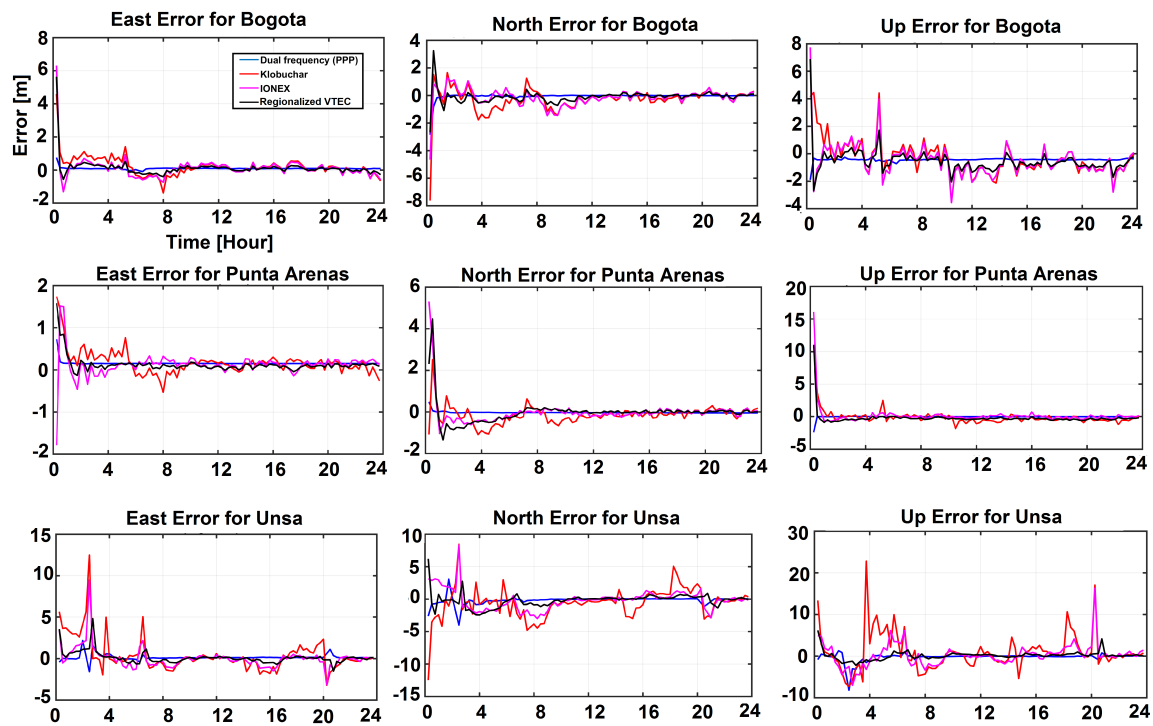 East Error for Bogota
North Error for Bogota
Up Error for Bogota
8
6
4
2
0
-2
0 4 8 12 16 20 24
Error [m]
Time [Hour]
Dual frequency (PPP)
Klobuchar
IONEX
Regionalized VTEC
4
2
0
-2
-4
-6
-8
0 4 8 12 16 20 24
8
6
4
2
0
-2
-4
0 4 8 12 16 20 24
East Error for Punta Arenas
North Error for Punta Arenas
Up Error for Punta Arenas
2
1
0
-1
-2
0 4 8 12 16 20 24
6
4
2
0
-2
0 4 8 12 16 20 24
20
15
10
5
0
-5
0 4 8 12 16 20 24
East Error for Unsa
North Error for Unsa
Up Error for Unsa
15
10
5
0
-5
0 4 8 12 16 20 24
10
5
0
-5
-10
-15
0 4 8 12 16 20 24
30
20
10
0
-10
0 4 8 12 16 20 24